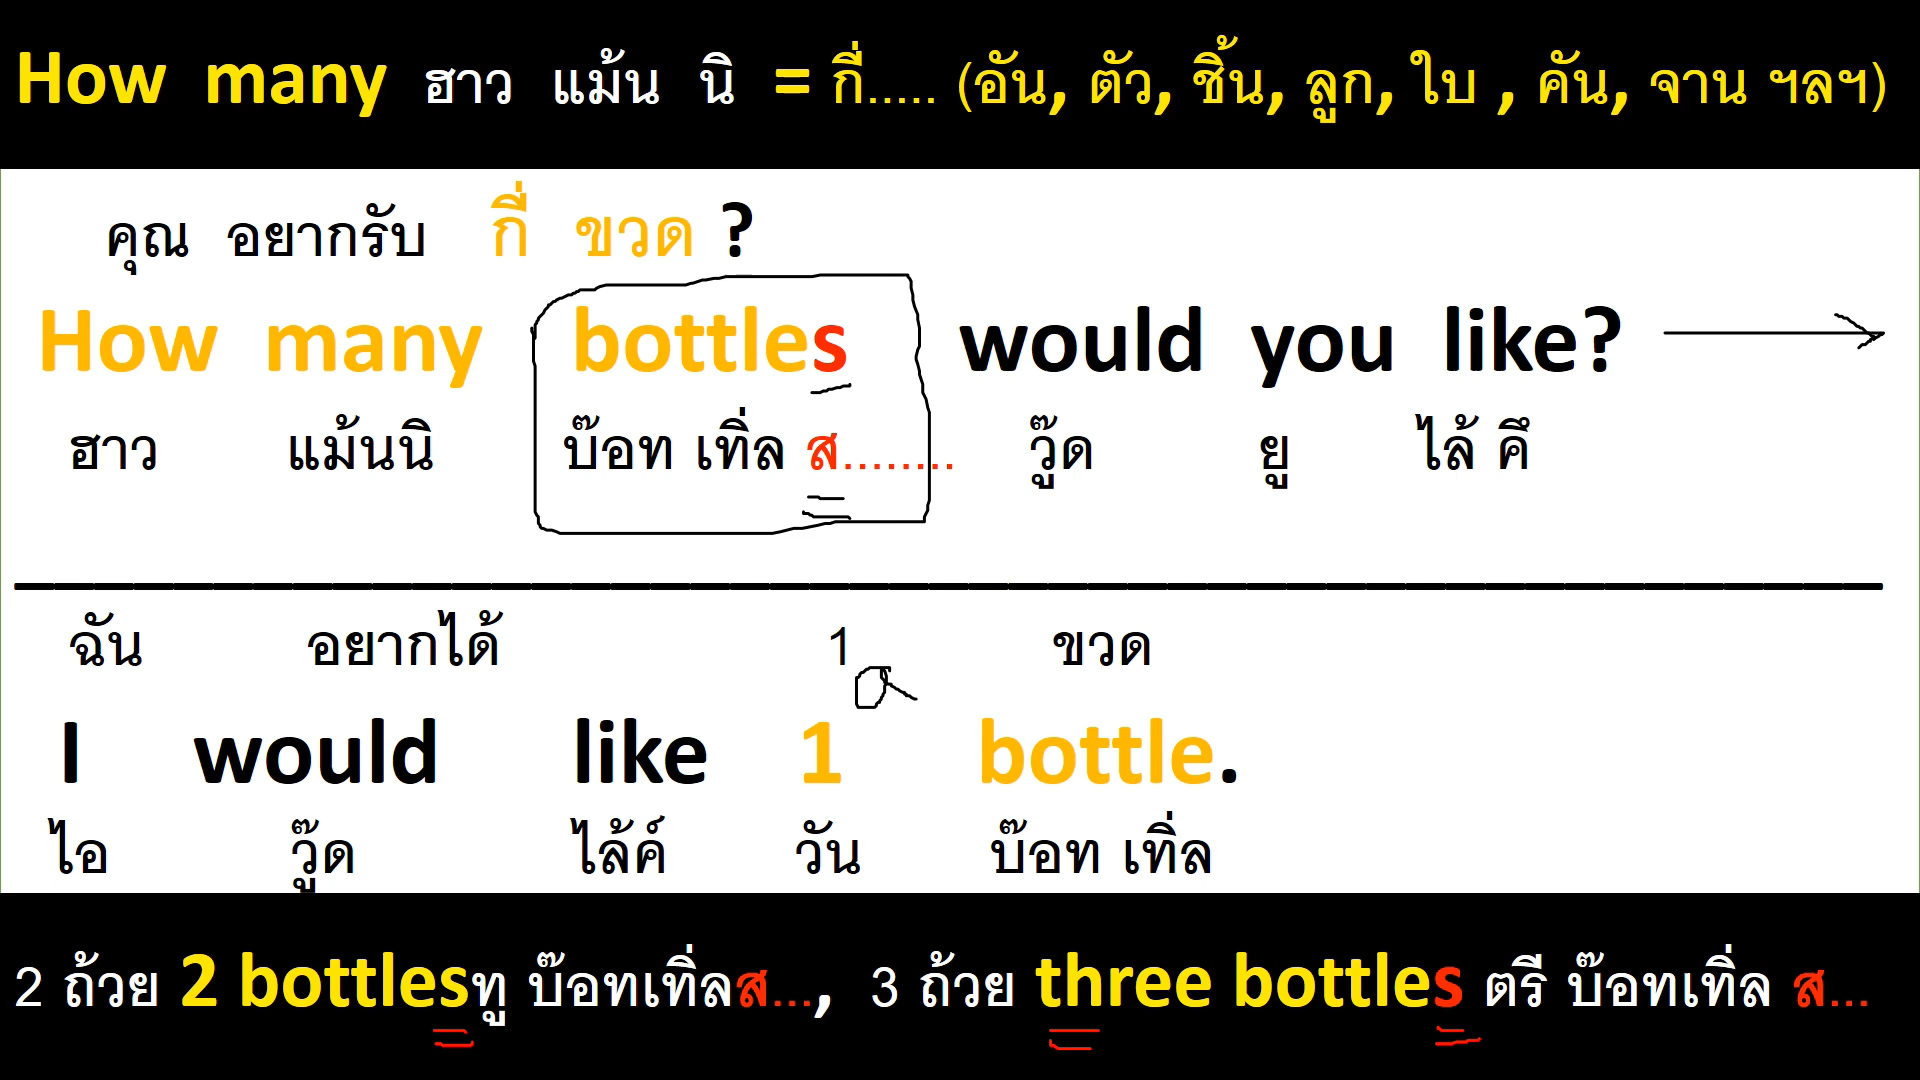 How many ฮาว แม้น นิ = กี่..... (อัน, ตัว, ชิ้น, ลูก, ใบ , คัน, จาน ฯลฯ)
คุณ อยากรับ กี่ ขวด ?
How many bottles would you like?
ฮาว แม้นนิ บ๊อท เทิ่ล ส........ วู๊ด ยู ไล้ คึ
ฉัน อยากได้ 1 ขวด
I would like 1 bottle.
ไอ วู๊ด ไล้ค์ วัน บ๊อท เทิ่ล
2 ถ้วย 2 bottlesทู บ๊อทเทิ่ลส..., 3 ถ้วย three bottles ตรี บ๊อทเทิ่ล ส...